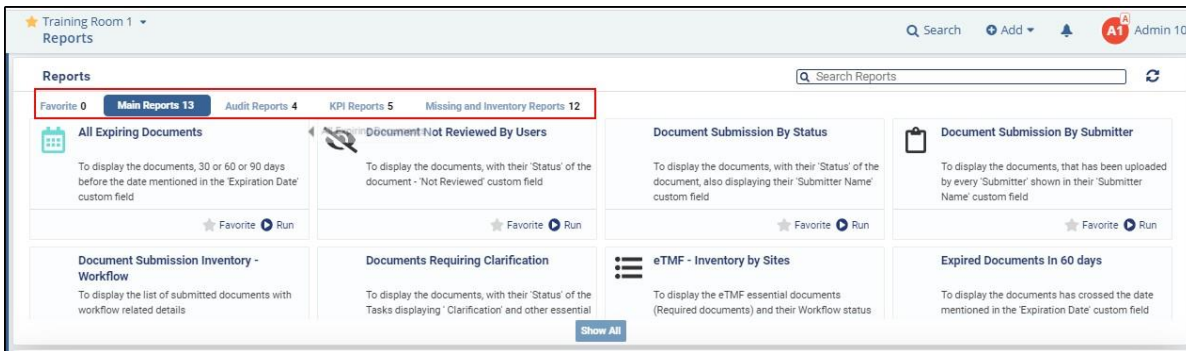 Training Room 1
Reports
Search
Add
A
A1
Admin 10
Reports
Search Reports
Favorite 0
Main Reports 13
Audit Reports 4
KPI Reports 5
Missing and Inventory Reports 12
All Expiring Documents
To display the documents, 30 or 60 or 90 days
before the date mentioned in the 'Expiration Date'
custom field
Favorite Run
Document Not Reviewed By Users
To display the documents, with their 'Status' of the
document - 'Not Reviewed' custom field
Favorite Run
Document Submission By Status
To display the documents, with their 'Status' of the
document, also displaying their 'Submitter Name'
custom field
Favorite Run
Document Submission By Submitter
To display the documents, that has been uploaded
by every 'Submitter' shown in their 'Submitter
Name' custom field
Favorite Run
Document Submission Inventory -
Workflow
To display the list of submitted documents with
workflow related details
Documents Requiring Clarification
To display the documents, with their 'Status' of the
Tasks displaying ' Clarification' and other essential
eTMF - Inventory by Sites
To display the eTMF essential documents
(Required documents) and their Workflow status
Expired Documents In 60 days
To display the documents has crossed the date
mentioned in the 'Expiration Date' custom field
Show All